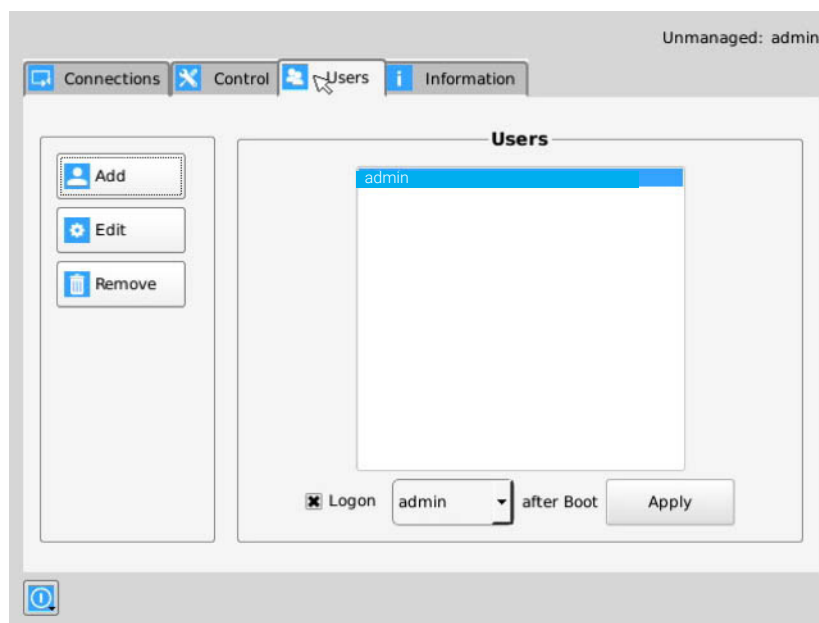 Unmanaged: admin
Connections Control Users Information
Users
Add
admin
Edit
Remove
Logon admin after Boot Apply